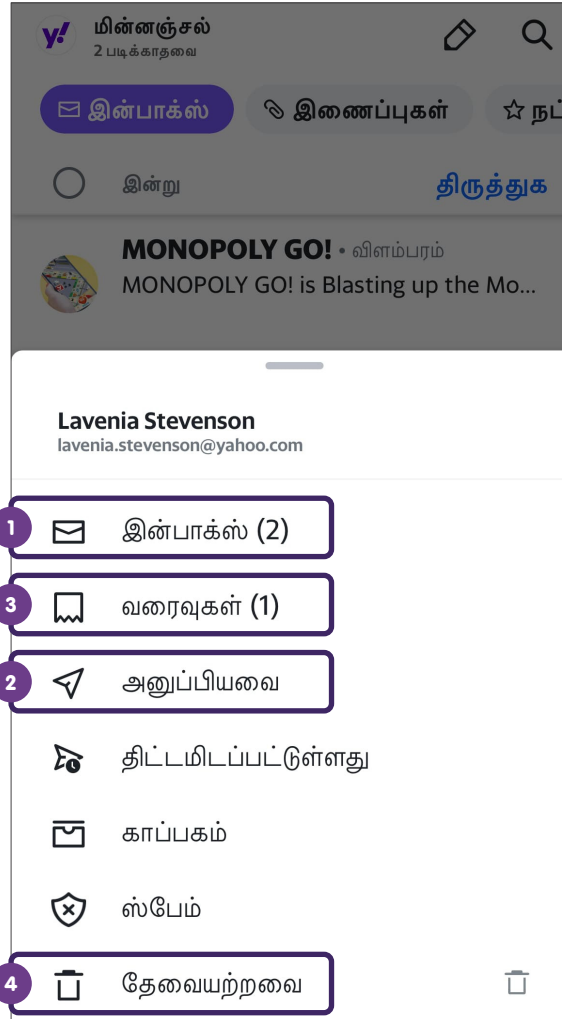 y!
மின்னஞ்சல்
2 படிக்காதவை
இன்பாக்ஸ்
இணைப்புகள்
இன்று
திருத்துக
MONOPOLY GO! • விளம்பரம்
MONOPOLY GO! is Blasting up the Mo...
Lavenia Stevenson
lavenia.stevenson@yahoo.com
1 இன்பாக்ஸ் (2)
3 வரைவுகள் (1)
2 அனுப்பியவை
திட்டமிடப்பட்டுள்ளது
காப்பகம்
ஸ்பேம்
4 தேவையற்றவை